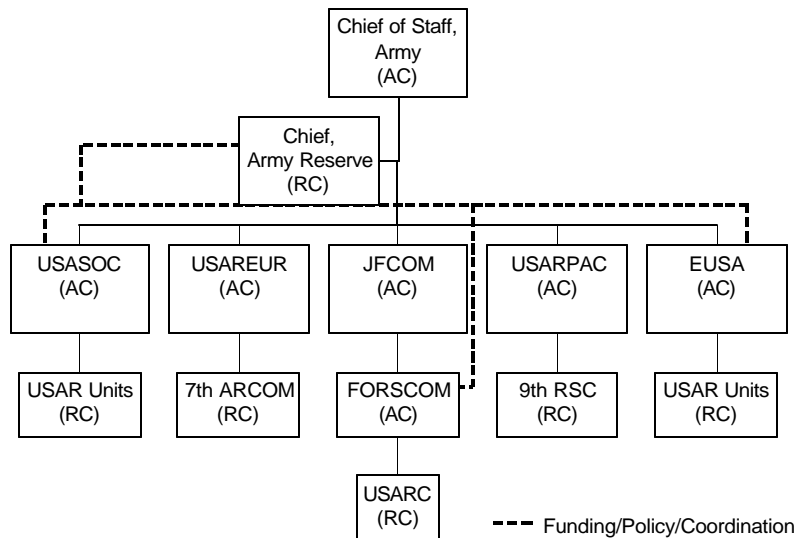 Chief of Staff,
Army
(AC)
Chief,
Army Reserve
(RC)
USASOC
(AC)
USAREUR
(AC)
JFCOM
(AC)
USARPAC
(AC)
EUSA
(AC)
USAR Units
(RC)
7th ARCOM
(RC)
FORSCOM
(AC)
9th RSC
(RC)
USAR Units
(RC)
USARC
(RC)
Funding/Policy/Coordination